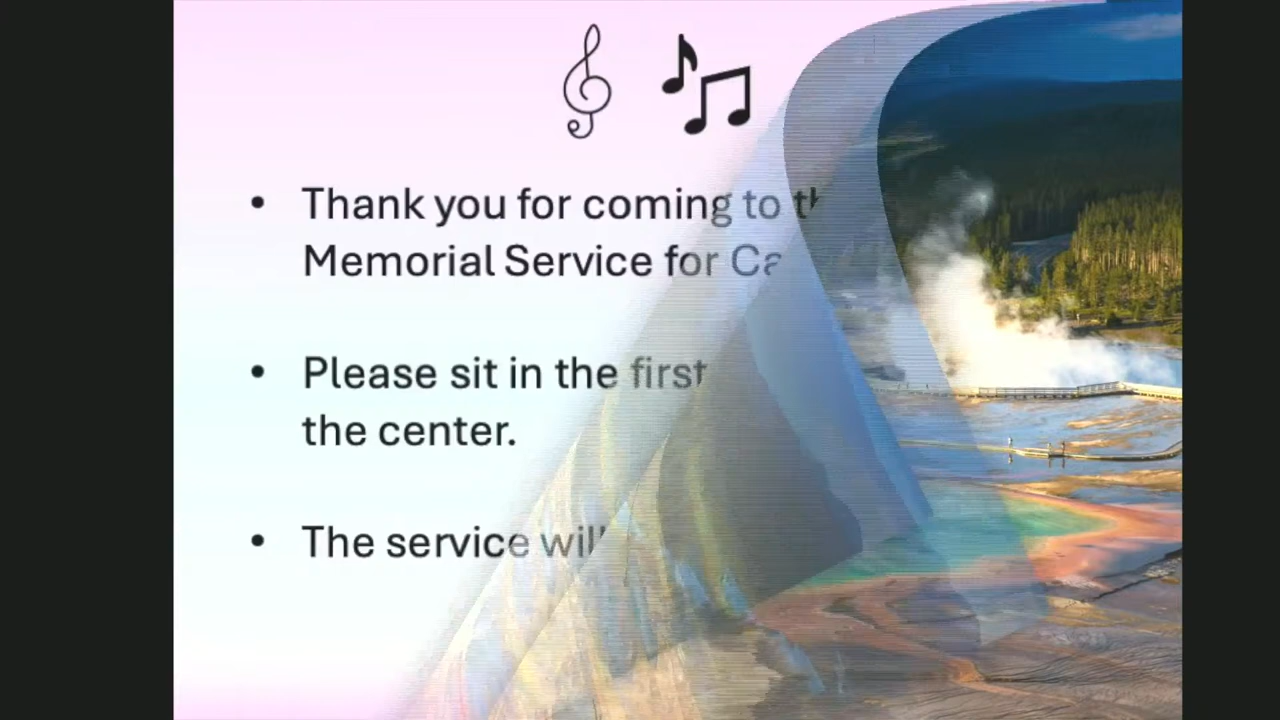 • Thank you for coming to
Memorial Service for
• Please sit in the first
the center.
• The service